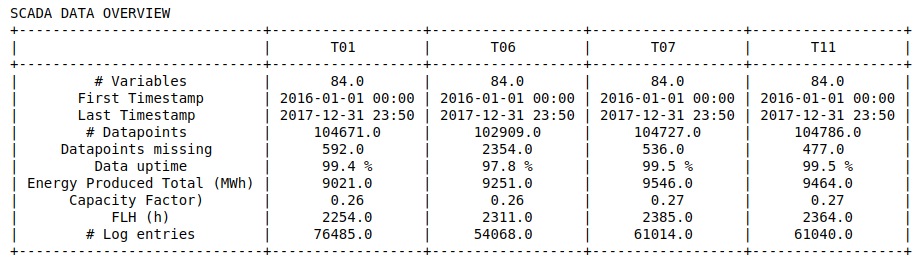 SCADA DATA OVERVIEW
+-----------------------------+------------------+------------------+------------------+------------------+
|                             |       T01        |       T06        |       T07        |       T11        |
+-----------------------------+------------------+------------------+------------------+------------------+
|         # Variables         |       84.0       |       84.0       |       84.0       |       84.0       |
|       First Timestamp       | 2016-01-01 00:00 | 2016-01-01 00:00 | 2016-01-01 00:00 | 2016-01-01 00:00 |
|       Last Timestamp        | 2017-12-31 23:50 | 2017-12-31 23:50 | 2017-12-31 23:50 | 2017-12-31 23:50 |
|        # Datapoints         |     104671.0     |     102909.0     |     104727.0     |     104786.0     |
|     Datapoints missing      |      592.0       |      2354.0      |      536.0       |      477.0       |
|         Data uptime         |      99.4 %      |      97.8 %      |      99.5 %      |      99.5 %      |
| Energy Produced Total (MWh) |      9021.0      |      9251.0      |      9546.0      |      9464.0      |
|      Capacity Factor)       |       0.26       |       0.26       |       0.27       |       0.27       |
|           FLH (h)           |      2254.0      |      2311.0      |      2385.0      |      2364.0      |
|        # Log entries        |     76485.0      |     54068.0      |     61014.0      |     61040.0      |
+-----------------------------+------------------+------------------+------------------+------------------+